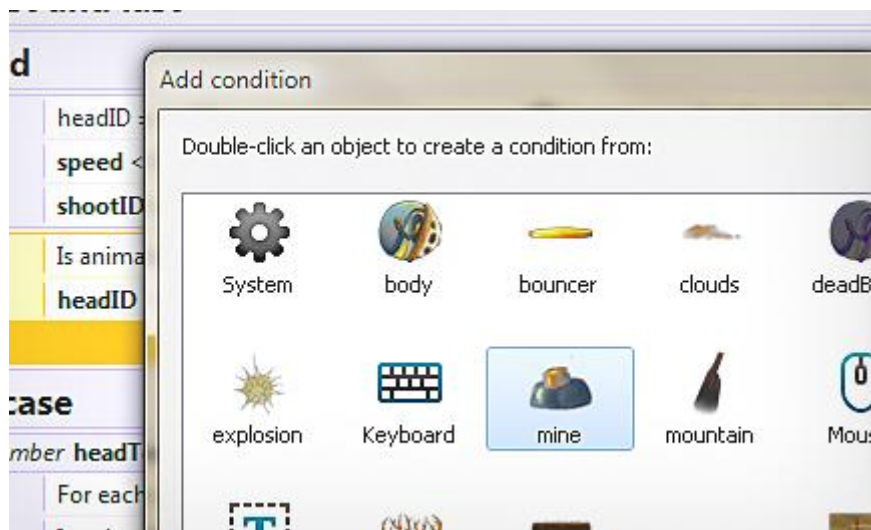 d
Add condition
headID =
Double-click an object to create a condition from:
speed <
shootID
Is anima
headID
System
body
bouncer
clouds
deadB
explosion
Keyboard
mine
mountain
Mous
case
mber headT
For each
T